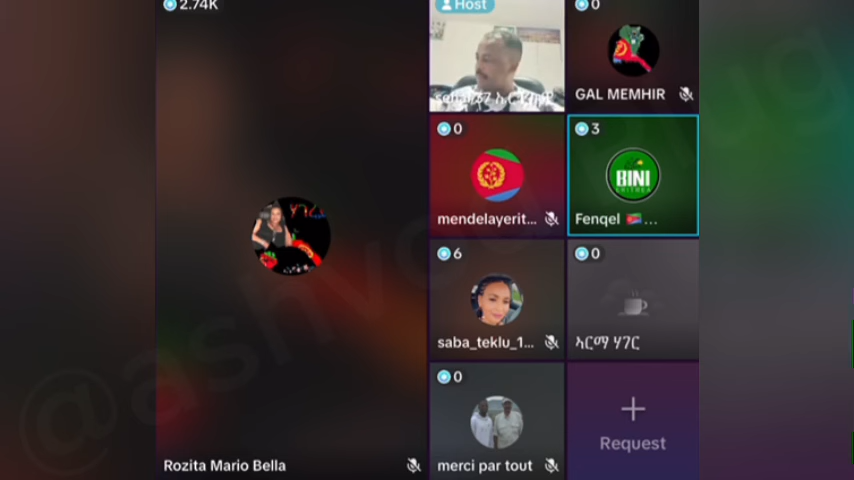 2.74K
Host
0
GAL MEMHIR
0
mendelayerit...
3
BINI
ERITREA
Fenqel 🇪🇷...
6
saba_teklu_1...
0
ኣርማ ሃገር
Rozita Mario Bella
0
merci par tout
Request